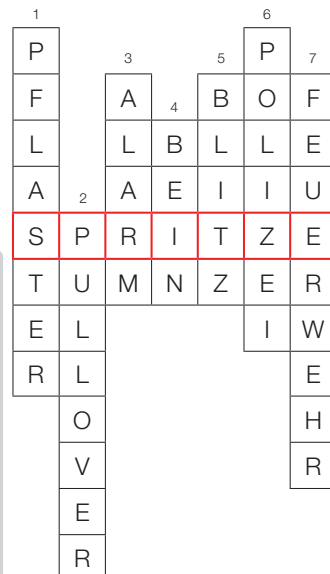 1 6
P 3 5 P 7
F A 4 B O F
L L B L L E
A 2 A E I I U
S P R I T Z E
T U M N Z E R
E L I W
R L E
O H
V R
E
R